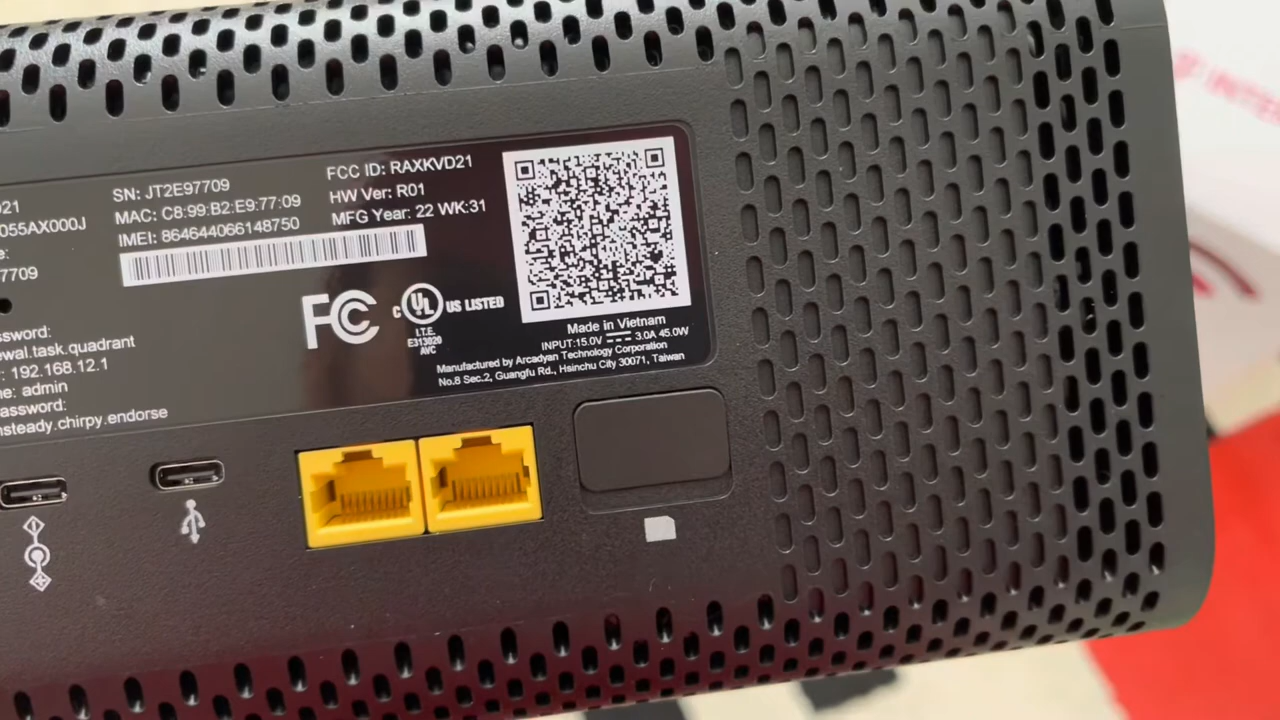 21
055AX000J
e:
7709
ssword:
ewal.task.quadrant
: 192.168.12.1
ne: admin
assword:
nsteady.chirpy.endorse
SN: JT2E97709
MAC: C8:99:B2:E9:77:09
IMEI: 864644066148750
FCC ID: RAXKVD21
HW Ver: R01
MFG Year: 22 WK:31
FC
c UL US LISTED
I.T.E.
E313020
AVC
Made in Vietnam
INPUT:15.0V 3.0A 45.0W
Manufactured by Arcadyan Technology Corporation
No.8 Sec.2, Guangfu Rd., Hsinchu City 30071, Taiwan
INTE